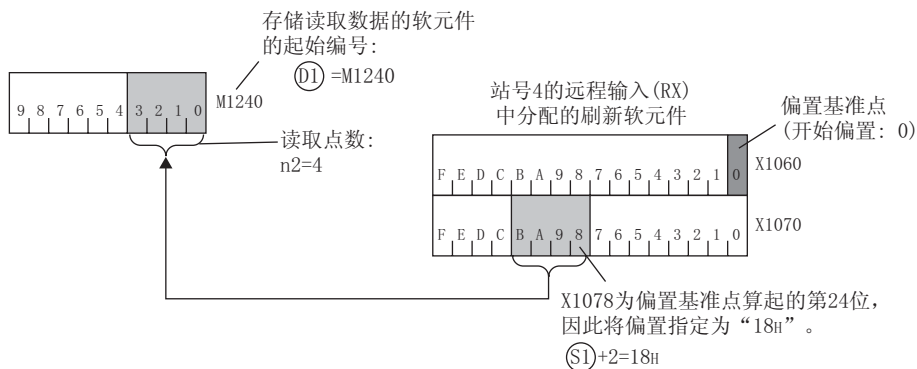 存储读取数据的软元件
的起始编号:
D1 =M1240
9 8 7 6 5 4 3 2 1 0 M1240
读取点数:
n2=4
站号4的远程输入(RX)
中分配的刷新软元件
偏置基准点
(开始偏置: 0)
F E D C B A 9 8 7 6 5 4 3 2 1 0 X1060
F E D C B A 9 8 7 6 5 4 3 2 1 0 X1070
X1078为偏置基准点算起的第24位,
因此将偏置指定为“18H”。
S1+2=18H